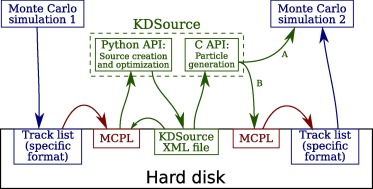 Monte Carlo
simulation 1
KDSource
Monte Carlo
simulation 2
Python API:
Source creation
and optimization
C API:
Particle
generation
A
B
Track list
(specific
format)
MCPL
KDSource
XML file
MCPL
Track list
(specific
format)
Hard disk